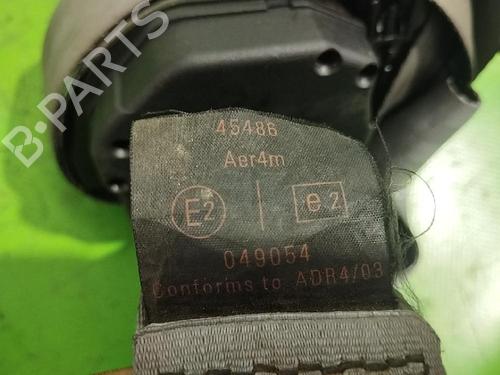 B-PARTS
45486
Aer4m
E2 e2
049054
Conforms to ADR4/03